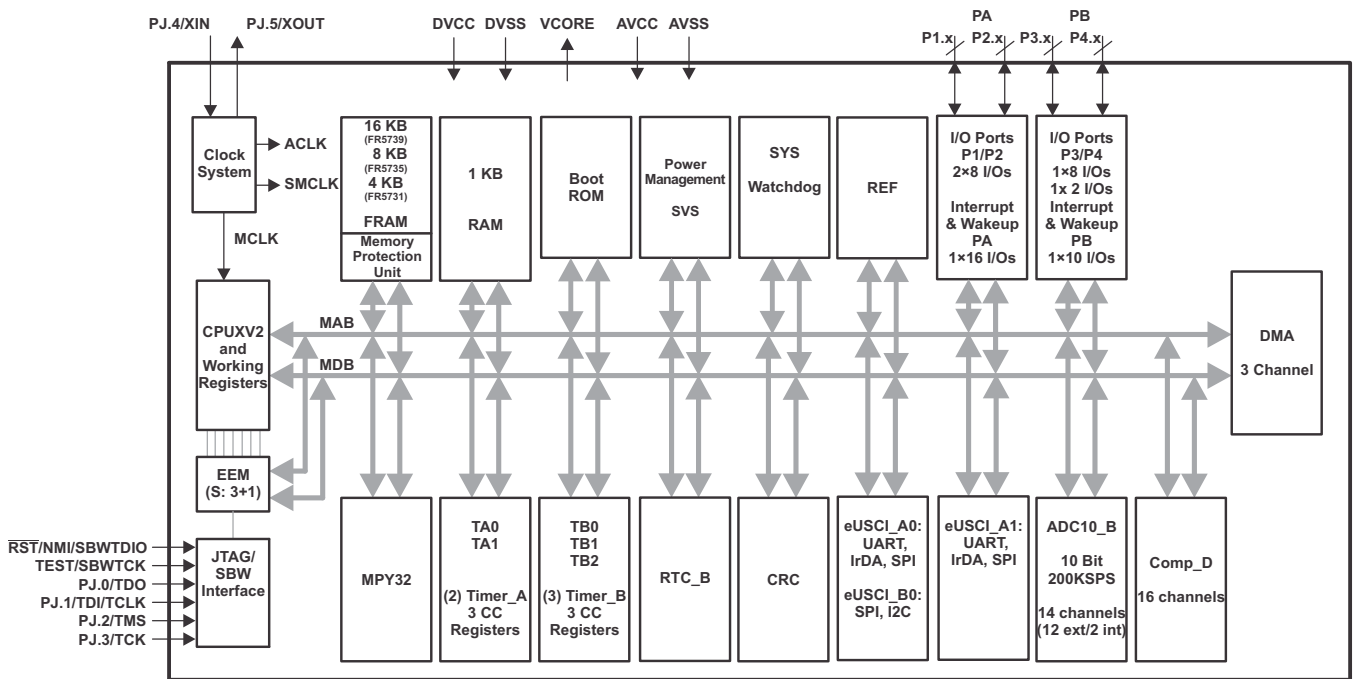 PJ.4/XIN
PJ.5/XOUT
DVCC
DVSS
VCORE
AVCC
AVSS
PA
P1.x
P2.x
PB
P3.x
P4.x
Clock
System
ACLK
SMCLK
MCLK
16 KB
(FR5739)
8 KB
(FR5735)
4 KB
(FR5731)
FRAM
Memory
Protection
Unit
1 KB
RAM
Boot
ROM
Power
Management
SVS
SYS
Watchdog
REF
I/O Ports
P1/P2
2×8 I/Os
Interrupt
& Wakeup
PA
1×16 I/Os
I/O Ports
P3/P4
1×8 I/Os
1x 2 I/Os
Interrupt
& Wakeup
PB
1×10 I/Os
CPUXV2
and
Working
Registers
MAB
MDB
DMA
3 Channel
EEM
(S: 3+1)
RST/NMI/SBWTDIO
TEST/SBWTCK
PJ.0/TDO
PJ.1/TDI/TCLK
PJ.2/TMS
PJ.3/TCK
JTAG/
SBW
Interface
MPY32
TA0
TA1
(2) Timer_A
3 CC
Registers
TB0
TB1
TB2
(3) Timer_B
3 CC
Registers
RTC_B
CRC
eUSCI_A0:
UART,
IrDA, SPI
eUSCI_B0:
SPI, I2C
eUSCI_A1:
UART,
IrDA, SPI
ADC10_B
10 Bit
200KSPS
14 channels
(12 ext/2 int)
Comp_D
16 channels